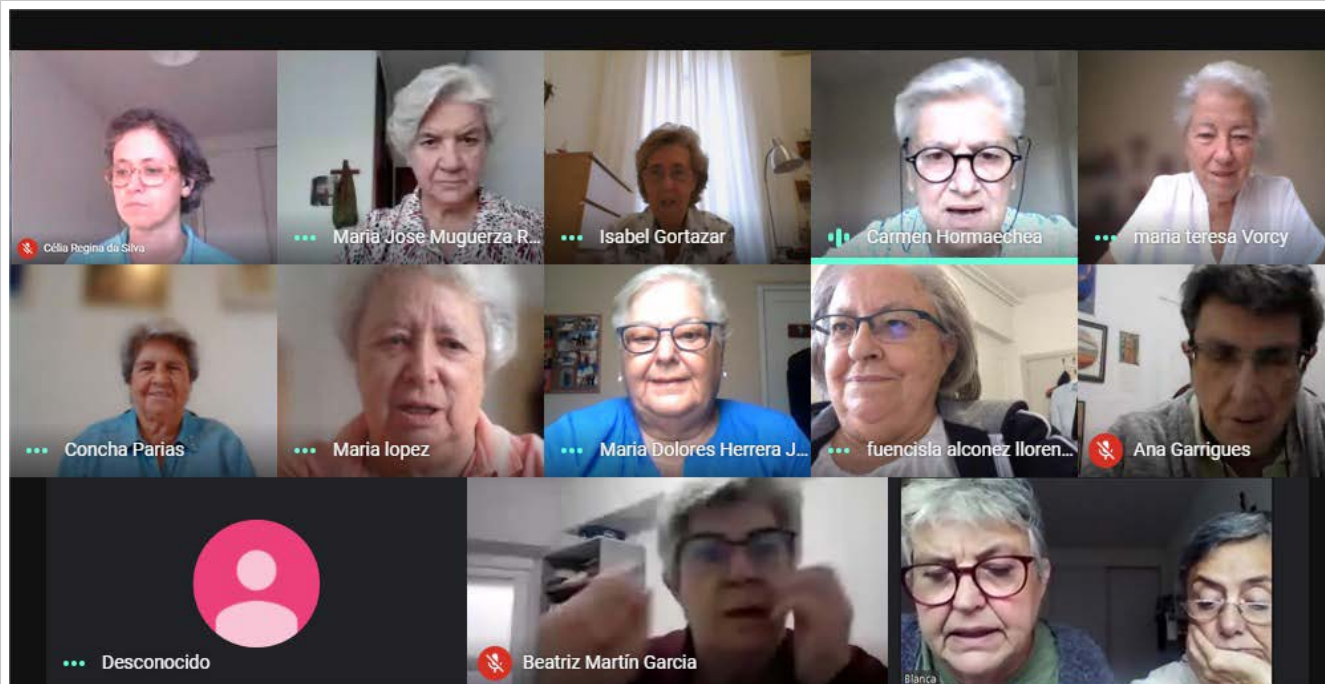 Célia Regina da Silva
Maria Jose Muguerza R...
Isabel Gortazar
Carmen Hormaechea
maria teresa Vorcy
Concha Parias
Maria lopez
Maria Dolores Herrera J...
fuencisla alconez lloren...
Ana Garrigues
Desconocido
Beatriz Martín Garcia
Blanca